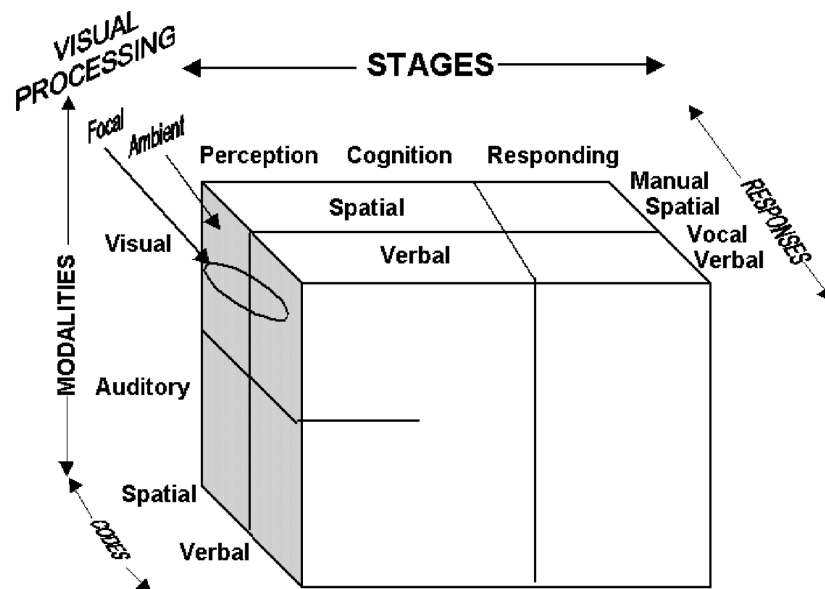 VISUAL
PROCESSING
STAGES
Focal
Ambient
Perception Cognition Responding
Manual
Spatial
Vocal
Verbal
RESPONSES
Spatial
Verbal
Visual
MODALITIES
Auditory
Spatial
Verbal
CODES